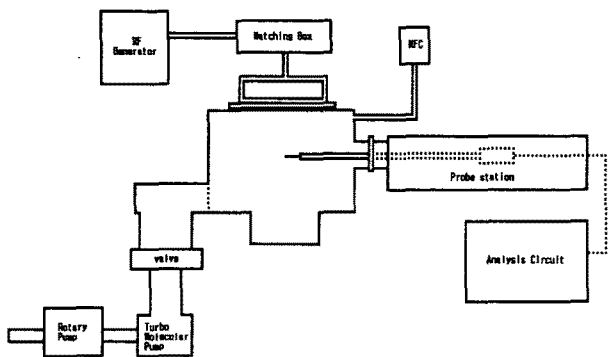 RF
Generator
Matching Box
MFC
Probe station
Analysis Circuit
valve
Rotary
Pump
Turbo
Molecular
Pump